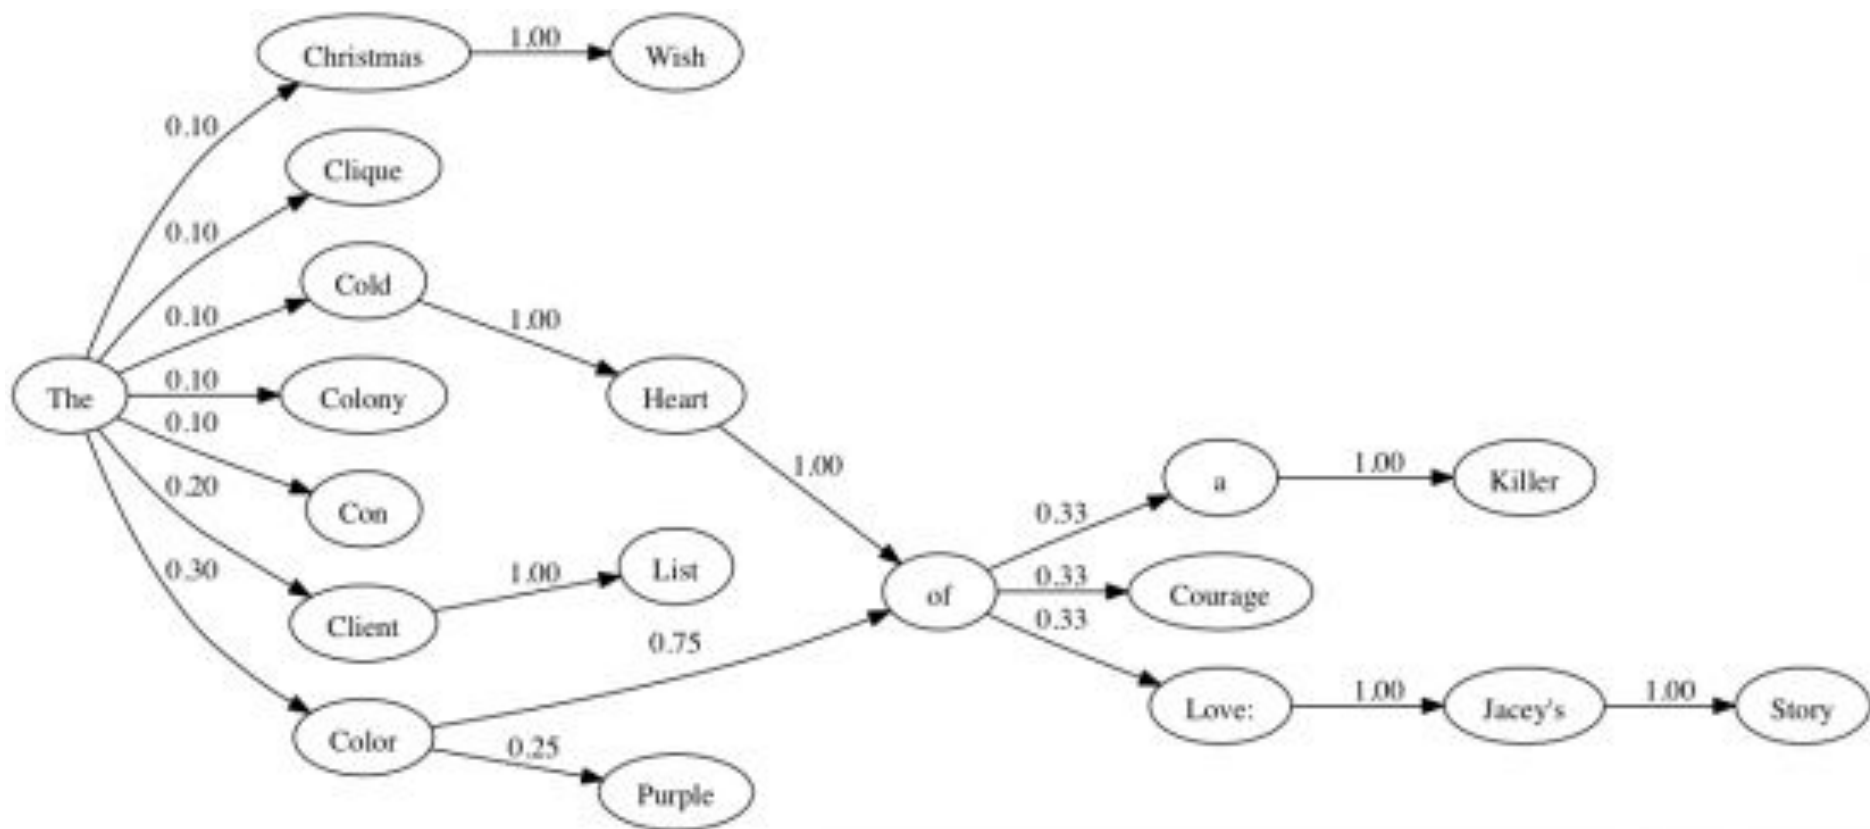 Christmas
1.00
Wish
0.10
Clique
0.10
Cold
0.10
1.00
The
0.10
Colony
Heart
0.10
Con
0.20
1.00
a
1.00
Killer
0.33
0.30
Client
1.00
List
of
0.33
Courage
0.33
0.75
Color
0.25
Purple
Love:
1.00
Jacey's
1.00
Story